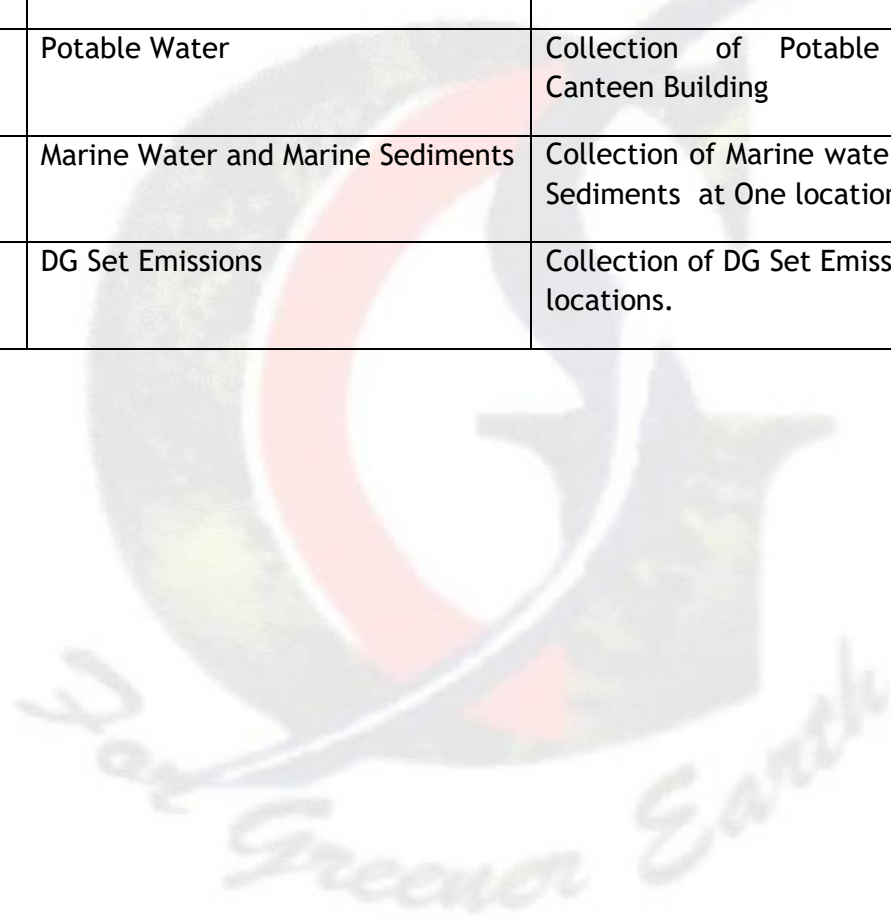 Potable Water
Collection of Potable
Canteen Building
Marine Water and Marine Sediments
Collection of Marine wate
Sediments at One location
DG Set Emissions
Collection of DG Set Emiss
locations.
For Greener Earth